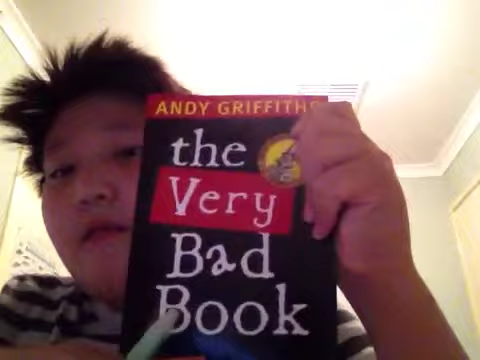 ANDY GRIFFITHS
the
Very
Bad
Book